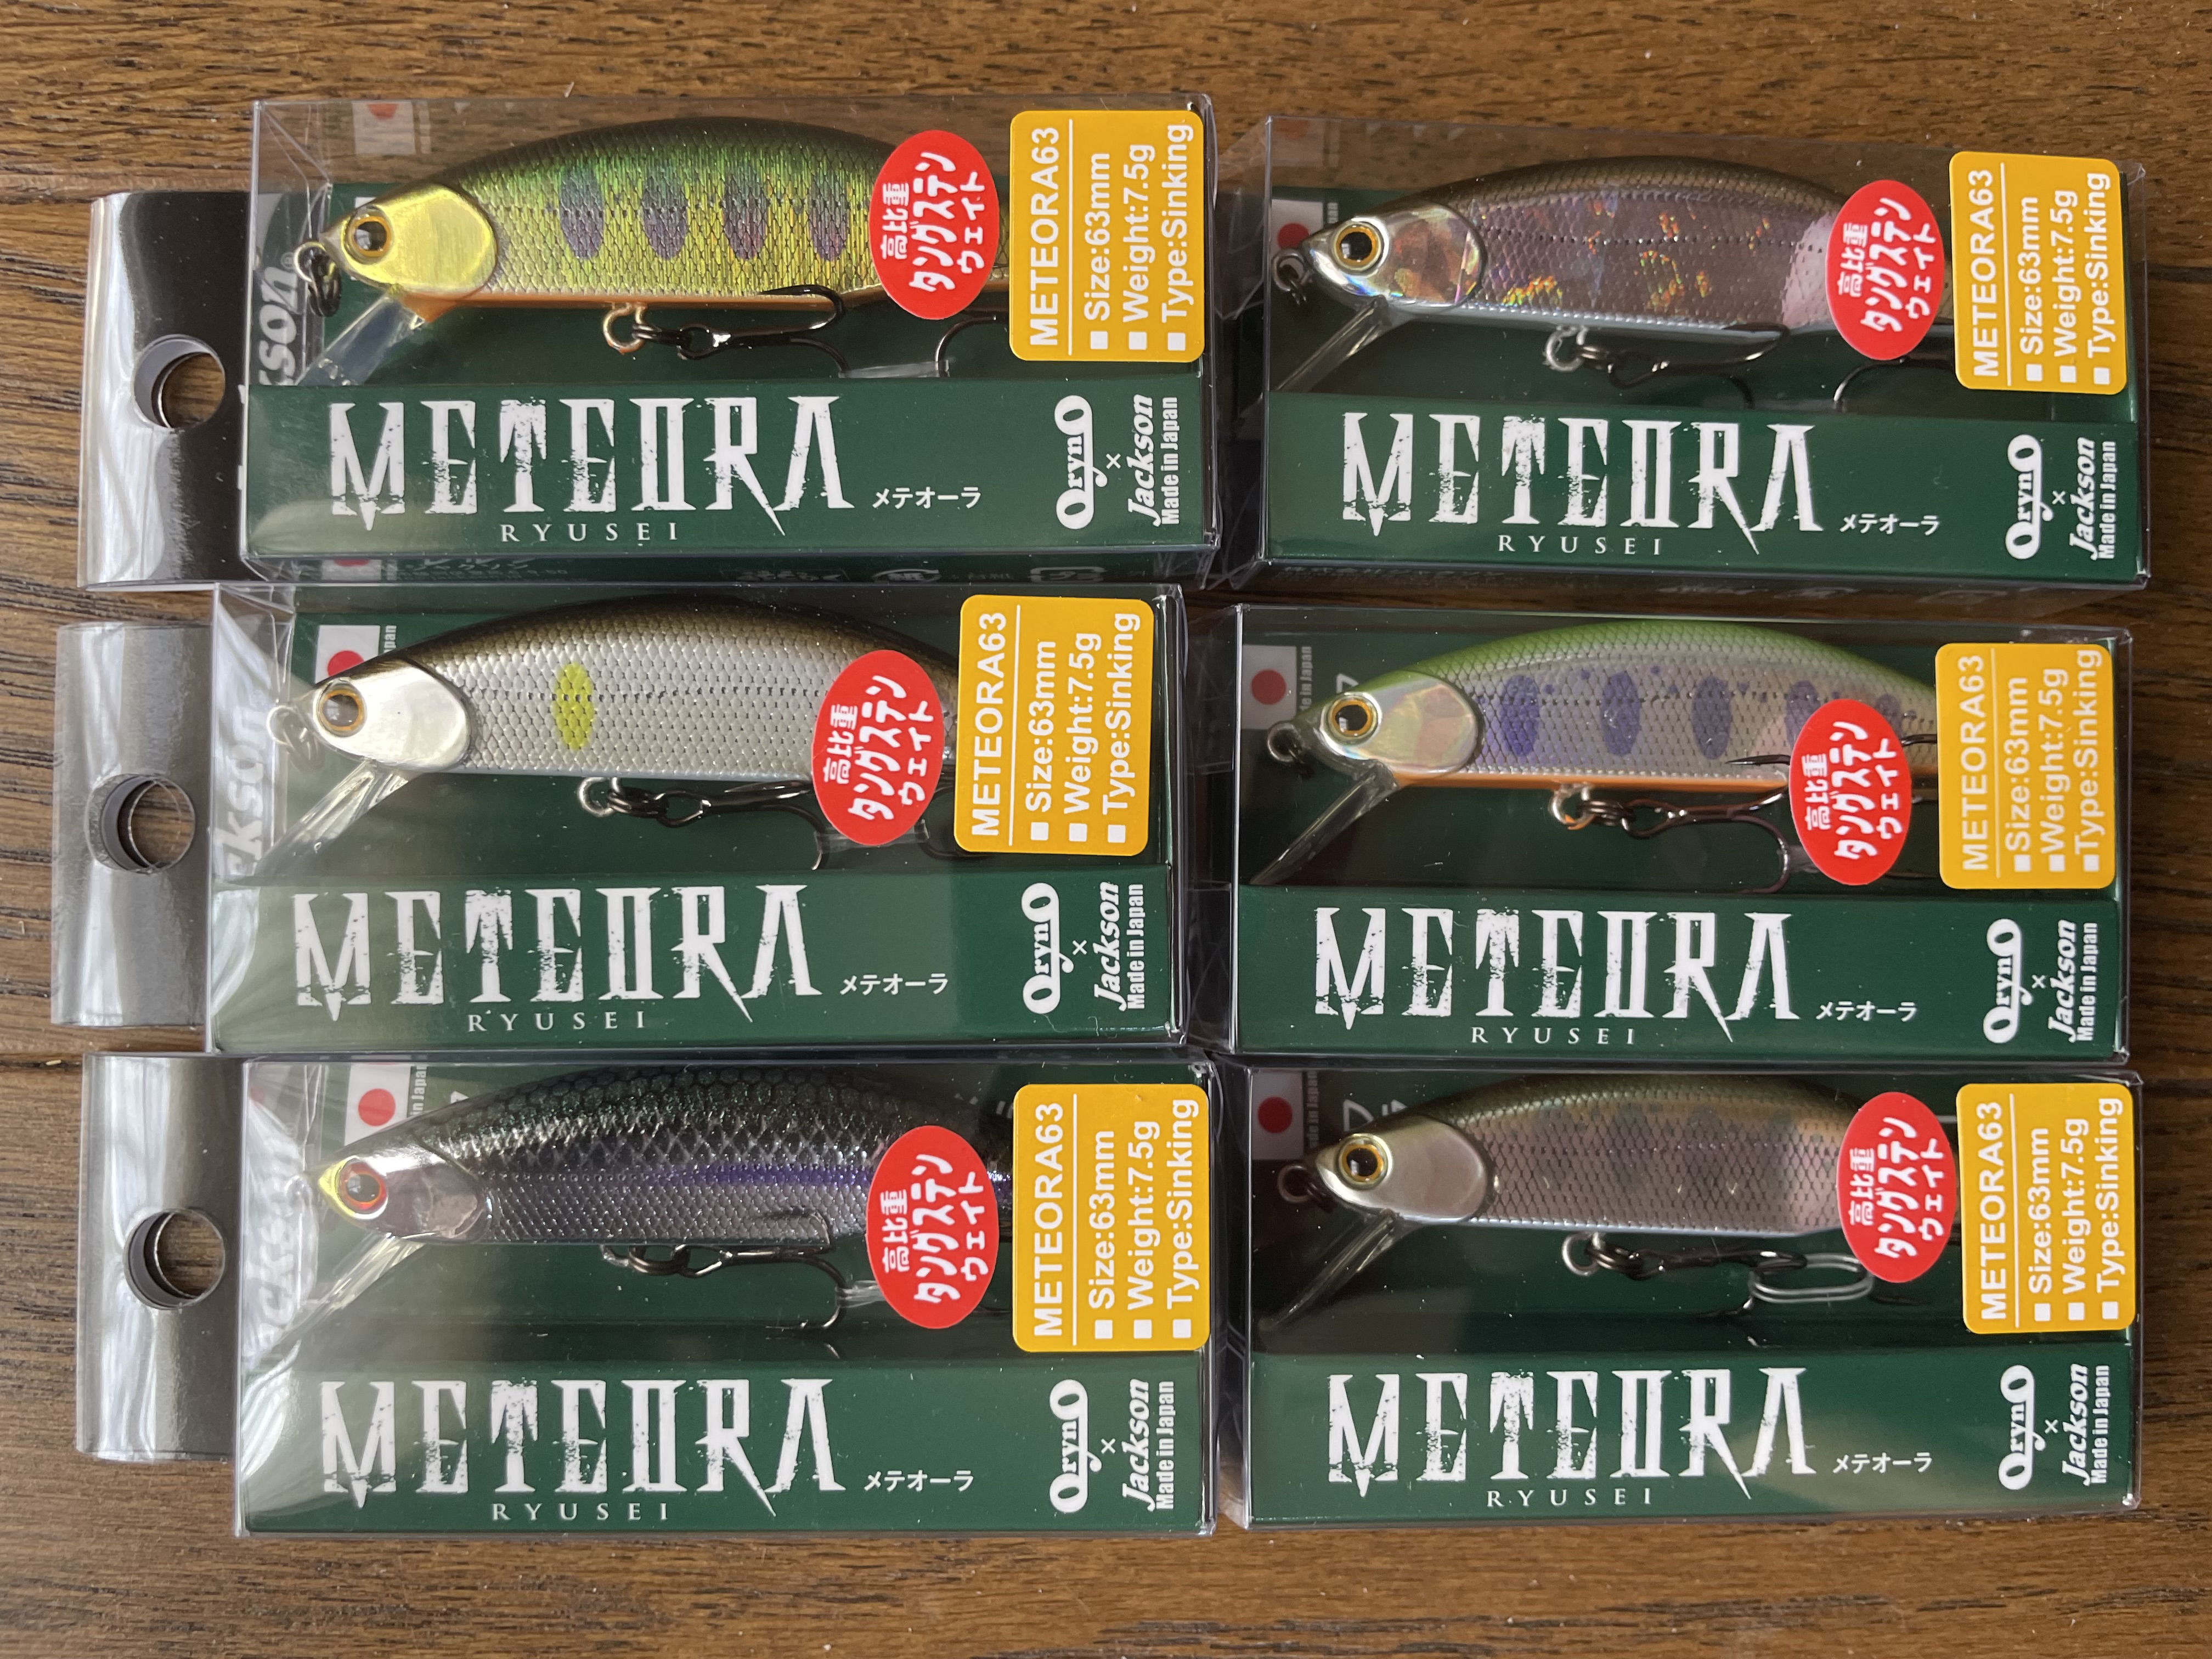 高比重
タングステン
ウェイト
METEORA63
■Size:63mm
■Weight:7.5g
■Type:Sinking
METEORA
メテオーラ
RYUSEI
OrynO
×
Jackson
Made in Japan
高比重
タングステン
ウェイト
METEORA63
■Size:63mm
■Weight:7.5g
■Type:Sinking
METEORA
メテオーラ
RYUSEI
OrynO
×
Jackson
Made in Japan
高比重
タングステン
ウェイト
METEORA63
■Size:63mm
■Weight:7.5g
■Type:Sinking
METEORA
メテオーラ
RYUSEI
OrynO
×
Jackson
Made in Japan
Made in Japan
高比重
タングステン
ウェイト
METEORA63
■Size:63mm
■Weight:7.5g
■Type:Sinking
METEORA
メテオーラ
RYUSEI
OrynO
×
Jackson
Made in Japan
高比重
タングステン
ウェイト
METEORA63
■Size:63mm
■Weight:7.5g
■Type:Sinking
METEORA
メテオーラ
RYUSEI
OrynO
×
Jackson
Made in Japan
高比重
タングステン
ウェイト
METEORA63
■Size:63mm
■Weight:7.5g
■Type:Sinking
METEORA
メテオーラ
RYUSEI
OrynO
×
Jackson
Made in Japan